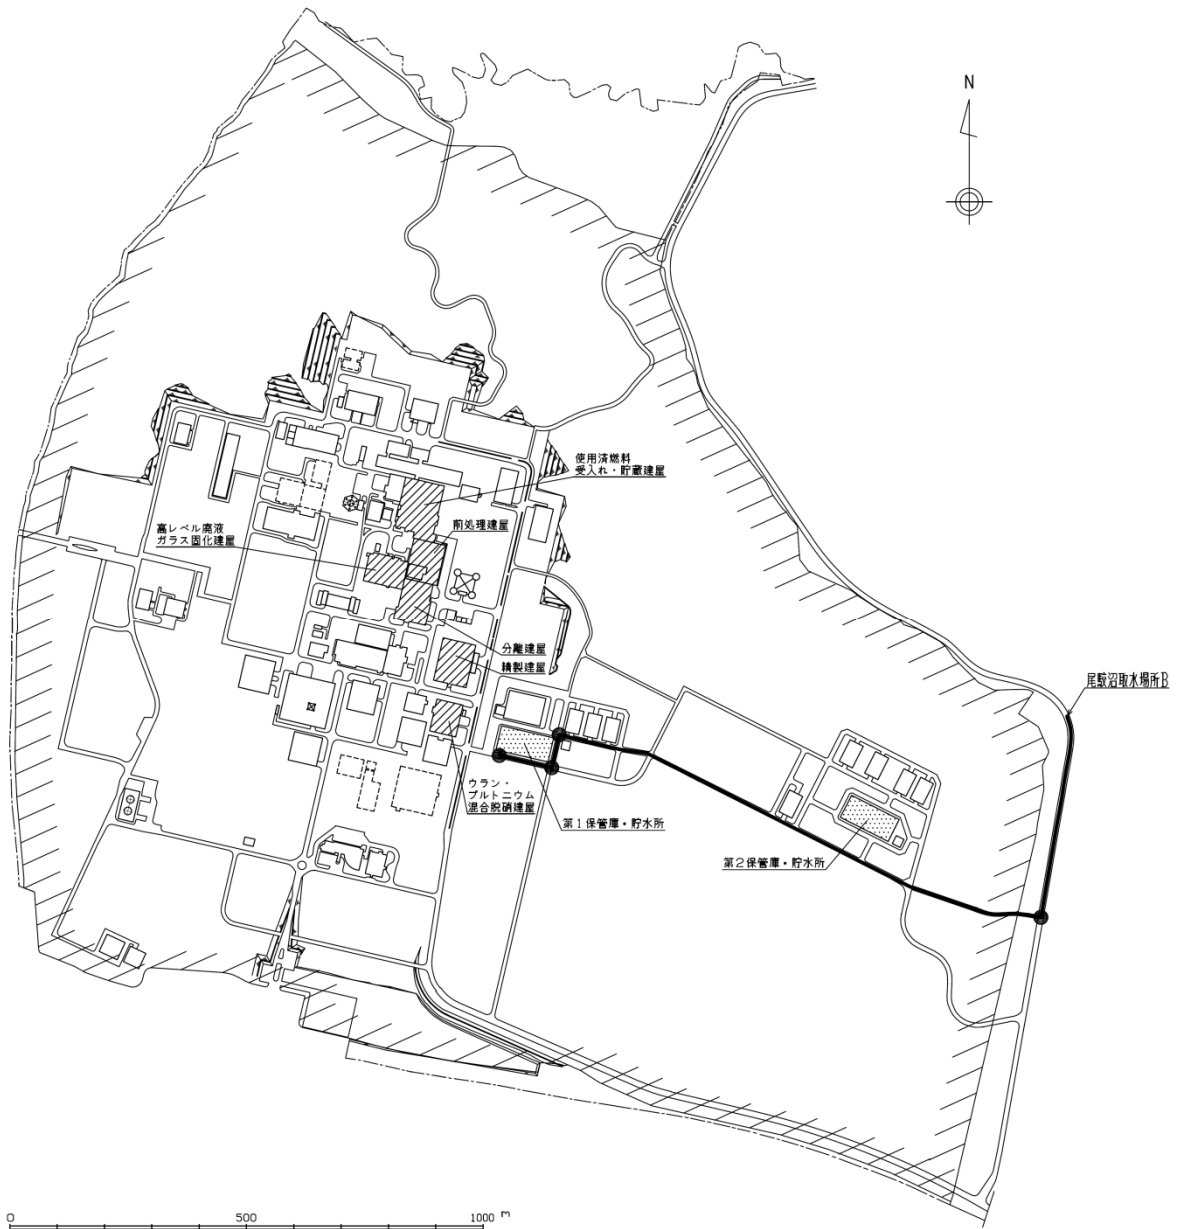 N
使用済燃料
受入れ・貯蔵建屋
前処理建屋
高レベル廃液
ガラス固化建屋
分離建屋
精製建屋
尾駮沼取水場所B
ウラン・
プルトニウム
混合脱硝建屋
第1保管庫・貯水所
第2保管庫・貯水所
0 500 1000 m